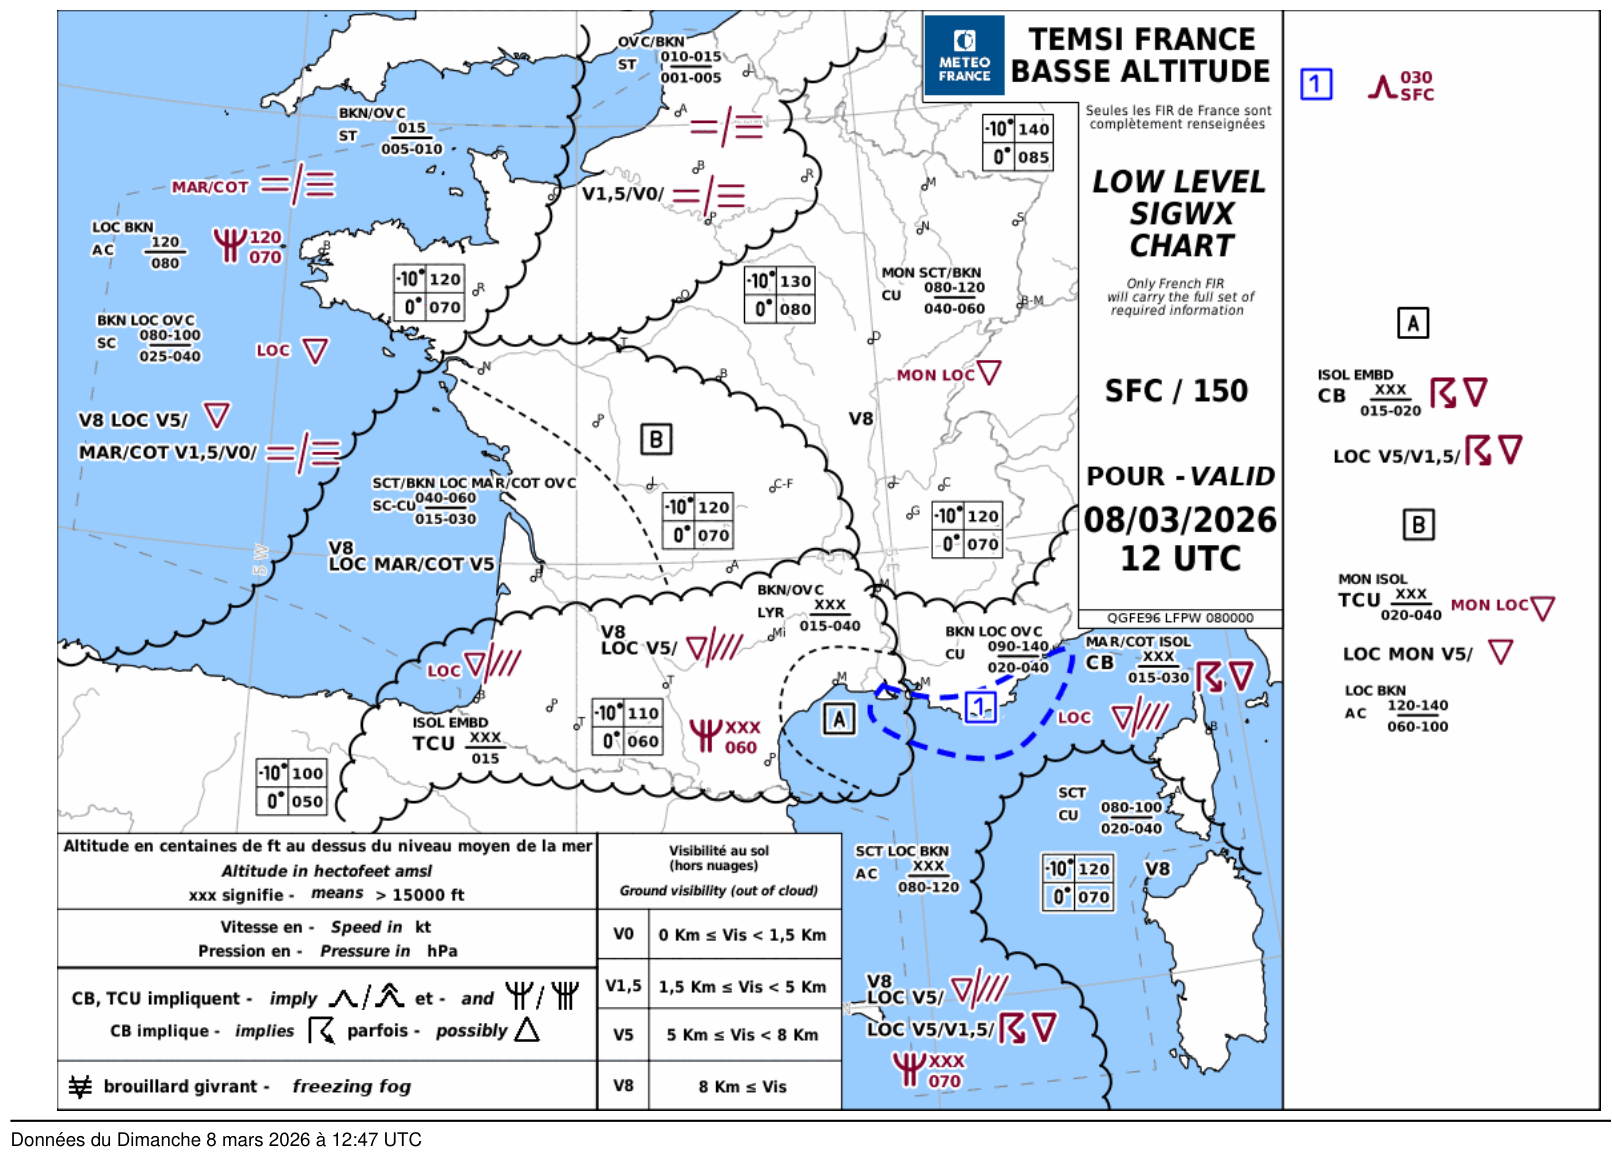 METEO
FRANCE
TEMSI FRANCE
BASSE ALTITUDE
Seules les FIR de France sont
complètement renseignées
LOW LEVEL
SIGWX
CHART
Only French FIR
will carry the full set of
required information
SFC / 150
POUR - VALID
08/03/2026
12 UTC
QGFE96 LFPW 080000
OVC/BKN
ST 010-015
001-005
BKN/OVC
ST 015
005-010
MAR/COT
LOC BKN
AC 120
080
120
070
BKN LOC OVC
SC 080-100
025-040
LOC
V8 LOC V5/
MAR/COT V1,5/V0/
V1,5/V0/
-10° 120
0° 070
-10° 130
0° 080
-10° 140
0° 085
MON SCT/BKN
CU 080-120
040-060
MON LOC
V8
B
SCT/BKN LOC MAR/COT OVC
SC-CU 040-060
015-030
V8
LOC MAR/COT V5
-10° 120
0° 070
-10° 120
0° 070
BKN/OVC
LYR XXX
015-040
V8
LOC V5/
LOC
ISOL EMBD
TCU XXX
015
-10° 110
0° 060
XXX
060
A
BKN LOC OVC
CU 090-140
020-040
1
MAR/COT ISOL
CB XXX
015-030
LOC
-10° 100
0° 050
SCT
CU 080-100
020-040
-10° 120
0° 070
V8
SCT LOC BKN
AC XXX
080-120
V8
LOC V5/
LOC V5/V1,5/
XXX
070
5 W
L
A
C
B
R
P
M
S
N
B
R
O
B-M
D
T
N
B
P
L
C-F
L
C
G
B
A
M
Mi
T
B
P
T
M
M
P
B
A
1
030
SFC
A
ISOL EMBD
CB XXX
015-020
LOC V5/V1,5/
B
MON ISOL
TCU XXX
020-040
MON LOC
LOC MON V5/
LOC BKN
AC 120-140
060-100
Altitude en centaines de ft au dessus du niveau moyen de la mer
Altitude in hectofeet amsl
xxx signifie - means > 15000 ft
Vitesse en - Speed in kt
Pression en - Pressure in hPa
CB, TCU impliquent - imply / et - and /
CB implique - implies parfois - possibly
brouillard givrant - freezing fog
Visibilité au sol
(hors nuages)
Ground visibility (out of cloud)
V0 0 Km ≤ Vis < 1,5 Km
V1,5 1,5 Km ≤ Vis < 5 Km
V5 5 Km ≤ Vis < 8 Km
V8 8 Km ≤ Vis
Données du Dimanche 8 mars 2026 à 12:47 UTC